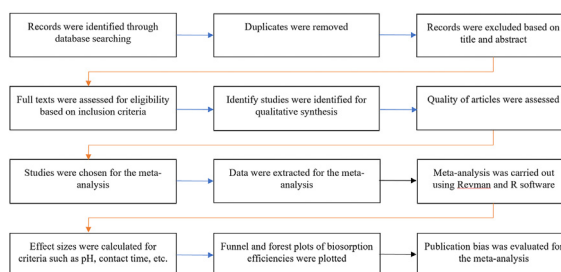 Records were identified through
database searching
Duplicates were removed
Records were excluded based on
title and abstract
Full texts were assessed for eligibility
based on inclusion criteria
Identify studies were identified for
qualitative synthesis
Quality of articles were assessed
Studies were chosen for the meta-
analysis
Data were extracted for the meta-
analysis
Meta-analysis was carried out
using Revman and R software
Effect sizes were calculated for
criteria such as pH, contact time, etc.
Funnel and forest plots of biosorption
efficiencies were plotted
Publication bias was evaluated for
the meta-analysis